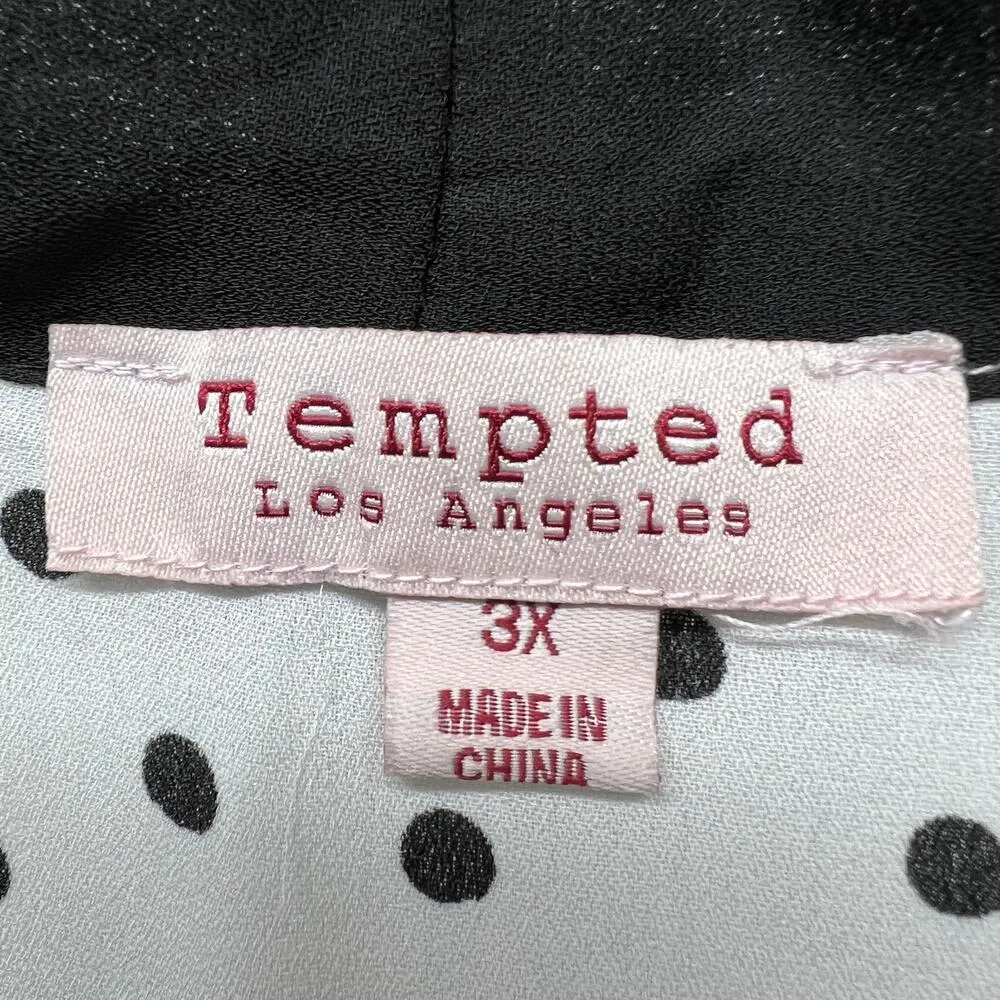 Tempted
Los Angeles
3X
MADE IN
CHINA